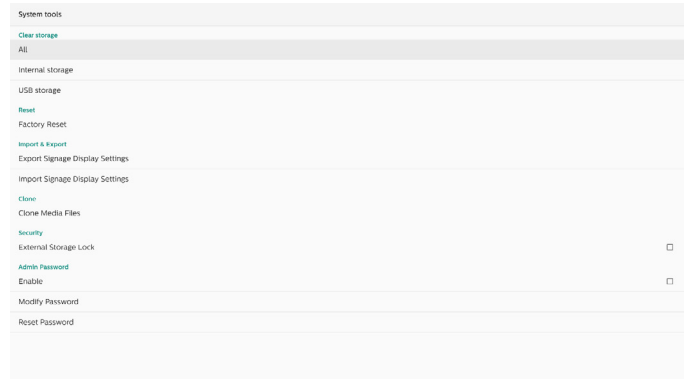 System tools
Clear storage
All
Internal storage
USB storage
Reset
Factory Reset
Import & Export
Export Signage Display Settings
Import Signage Display Settings
Clone
Clone Media Files
Security
External Storage Lock
Admin Password
Enable
Modify Password
Reset Password